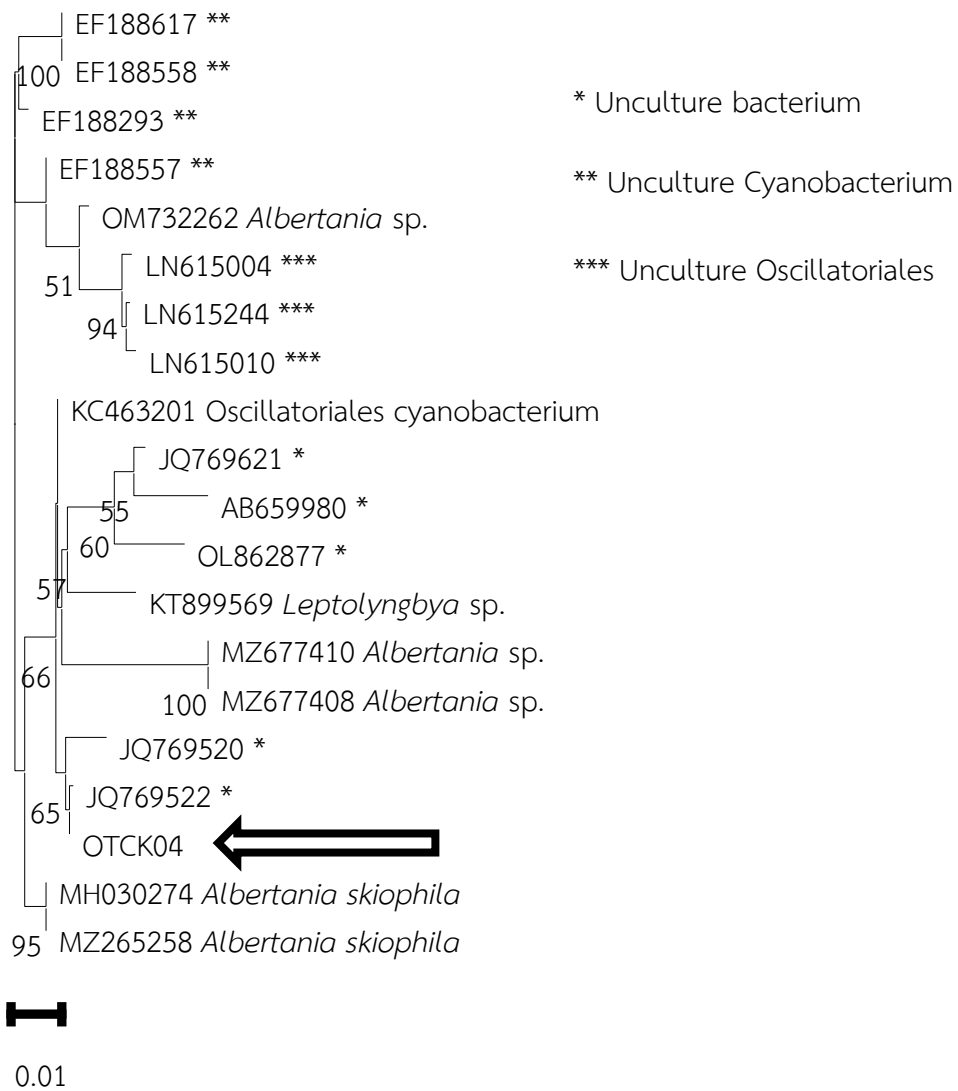 EF188617 **
100
EF188558 **
* Unculture bacterium
EF188293 **
EF188557 **
** Unculture Cyanobacterium
OM732262 Albertania sp.
LN615004 ***
*** Unculture Oscillatoriales
51
LN615244 ***
94
LN615010 ***
KC463201 Oscillatoriales cyanobacterium
JQ769621 *
AB659980 *
55
60
OL862877 *
57
KT899569 Leptolyngbya sp.
MZ677410 Albertania sp.
66
100
MZ677408 Albertania sp.
JQ769520 *
JQ769522 *
65
OTCK04
MH030274 Albertania skiophila
95
MZ265258 Albertania skiophila
0.01